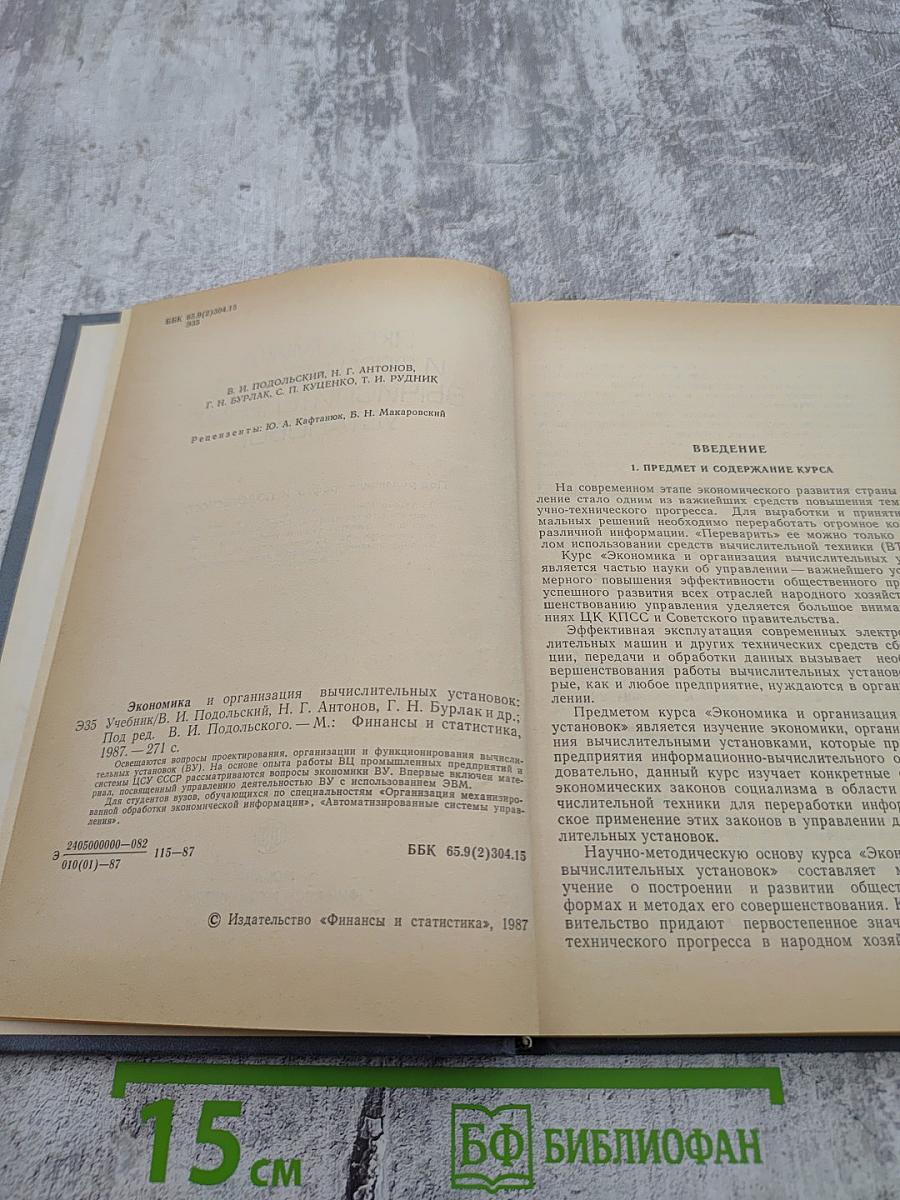 ББК 65.9(2)304.15
Э35
В. И. ПОДОЛЬСКИЙ, Н. Г. АНТОНОВ,
Г. Н. БУРЛАК, С. П. КУЦЕНКО, Т. И. РУДНИК
Рецензенты: Ю. А. Кафтанюк, Б. Н. Макаровский
Экономика и организация вычислительных установок:
Э35 Учебник/В. И. Подольский, Н. Г. Антонов, Г. Н. Бурлак и др.;
Под ред. В. И. Подольского. — М.: Финансы и статистика,
1987. — 271 с.
Освещаются вопросы проектирования, организации и функционирования вычисли-
тельных установок (ВУ). На основе опыта работы ВЦ промышленных предприятий и
системы ЦСУ СССР рассматриваются вопросы экономики ВУ. Впервые включен мате-
риал, посвященный управлению деятельностью ВУ с использованием ЭВМ.
Для студентов вузов, обучающихся по специальностям «Организация механизиро-
ванной обработки экономической информации», «Автоматизированные системы управ-
ления».
Э 2405000000—082
010(01)—87 115—87
ББК 65.9(2)304.15
© Издательство «Финансы и статистика», 1987
ВВЕДЕНИЕ
1. ПРЕДМЕТ И СОДЕРЖАНИЕ КУРСА
На современном этапе экономического развития страны
ление стало одним из важнейших средств повышения тем
учно-технического прогресса. Для выработки и приняти
мальных решений необходимо переработать огромное ко
различной информации. «Переварить» ее можно только
лом использовании средств вычислительной техники (ВТ
Курс «Экономика и организация вычислительных у
является частью науки об управлении — важнейшего ус
мерного повышения эффективности общественного пр
успешного развития всех отраслей народного хозяйст
шенствованию управления уделяется большое внима
ниях ЦК КПСС и Советского правительства.
Эффективная эксплуатация современных электро
лительных машин и других технических средств сб
ции, передачи и обработки данных вызывает необ
вершенствования работы вычислительных установ
рые, как и любое предприятие, нуждаются в орган
лении.
Предметом курса «Экономика и организация
установок» является изучение экономики, органи
ния вычислительными установками, которые пр
предприятия информационно-вычислительного о
довательно, данный курс изучает конкретные
экономических законов социализма в области
числительной техники для переработки инфор
ское применение этих законов в управлении д
лительных установок.
Научно-методическую основу курса «Экон
вычислительных установок» составляет м
учение о построении и развитии общест
формах и методах его совершенствования. К
вительство придают первостепенное знач
технического прогресса в народном хозяй
15 см
БФ БИБЛИОФАН